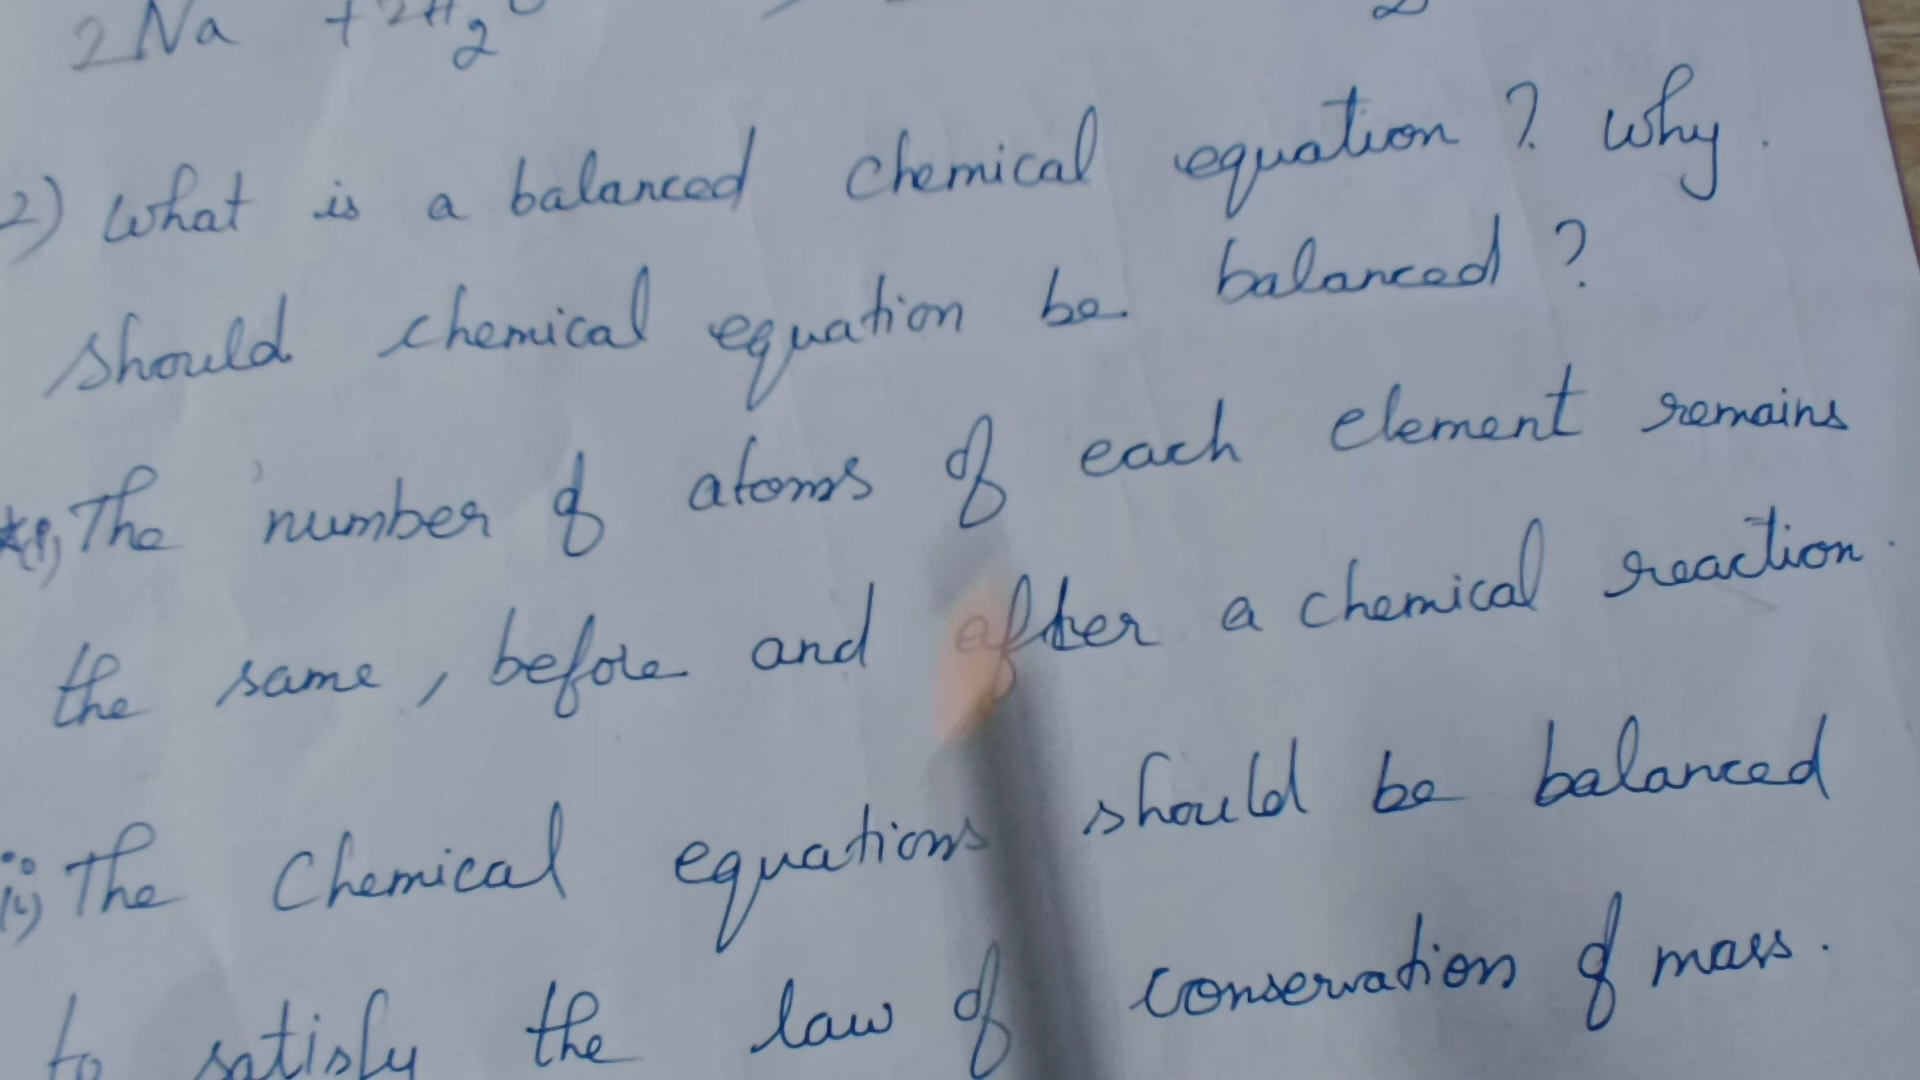 2Na + 2H2
2) What is a balanced chemical equation ? Why
should chemical equation be balanced ?
(i) The number of atoms of each element remains
the same, before and after a chemical reaction.
ii) The Chemical equations should be balanced
to satisfy the law of conservation of mass.